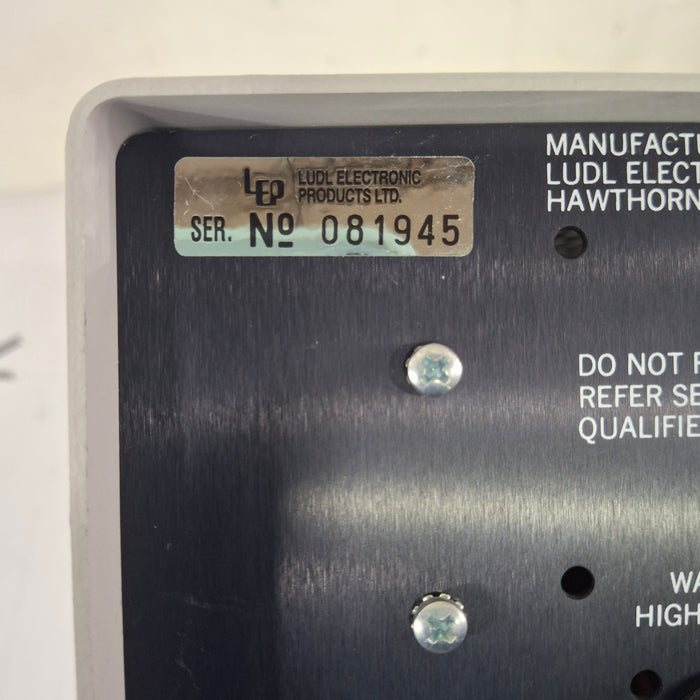 LEP LUDL ELECTRONIC
PRODUCTS LTD.
SER. Nº 081945
MANUFACTU
LUDL ELECT
HAWTHORN
DO NOT R
REFER SE
QUALIFIE
WA
HIGH